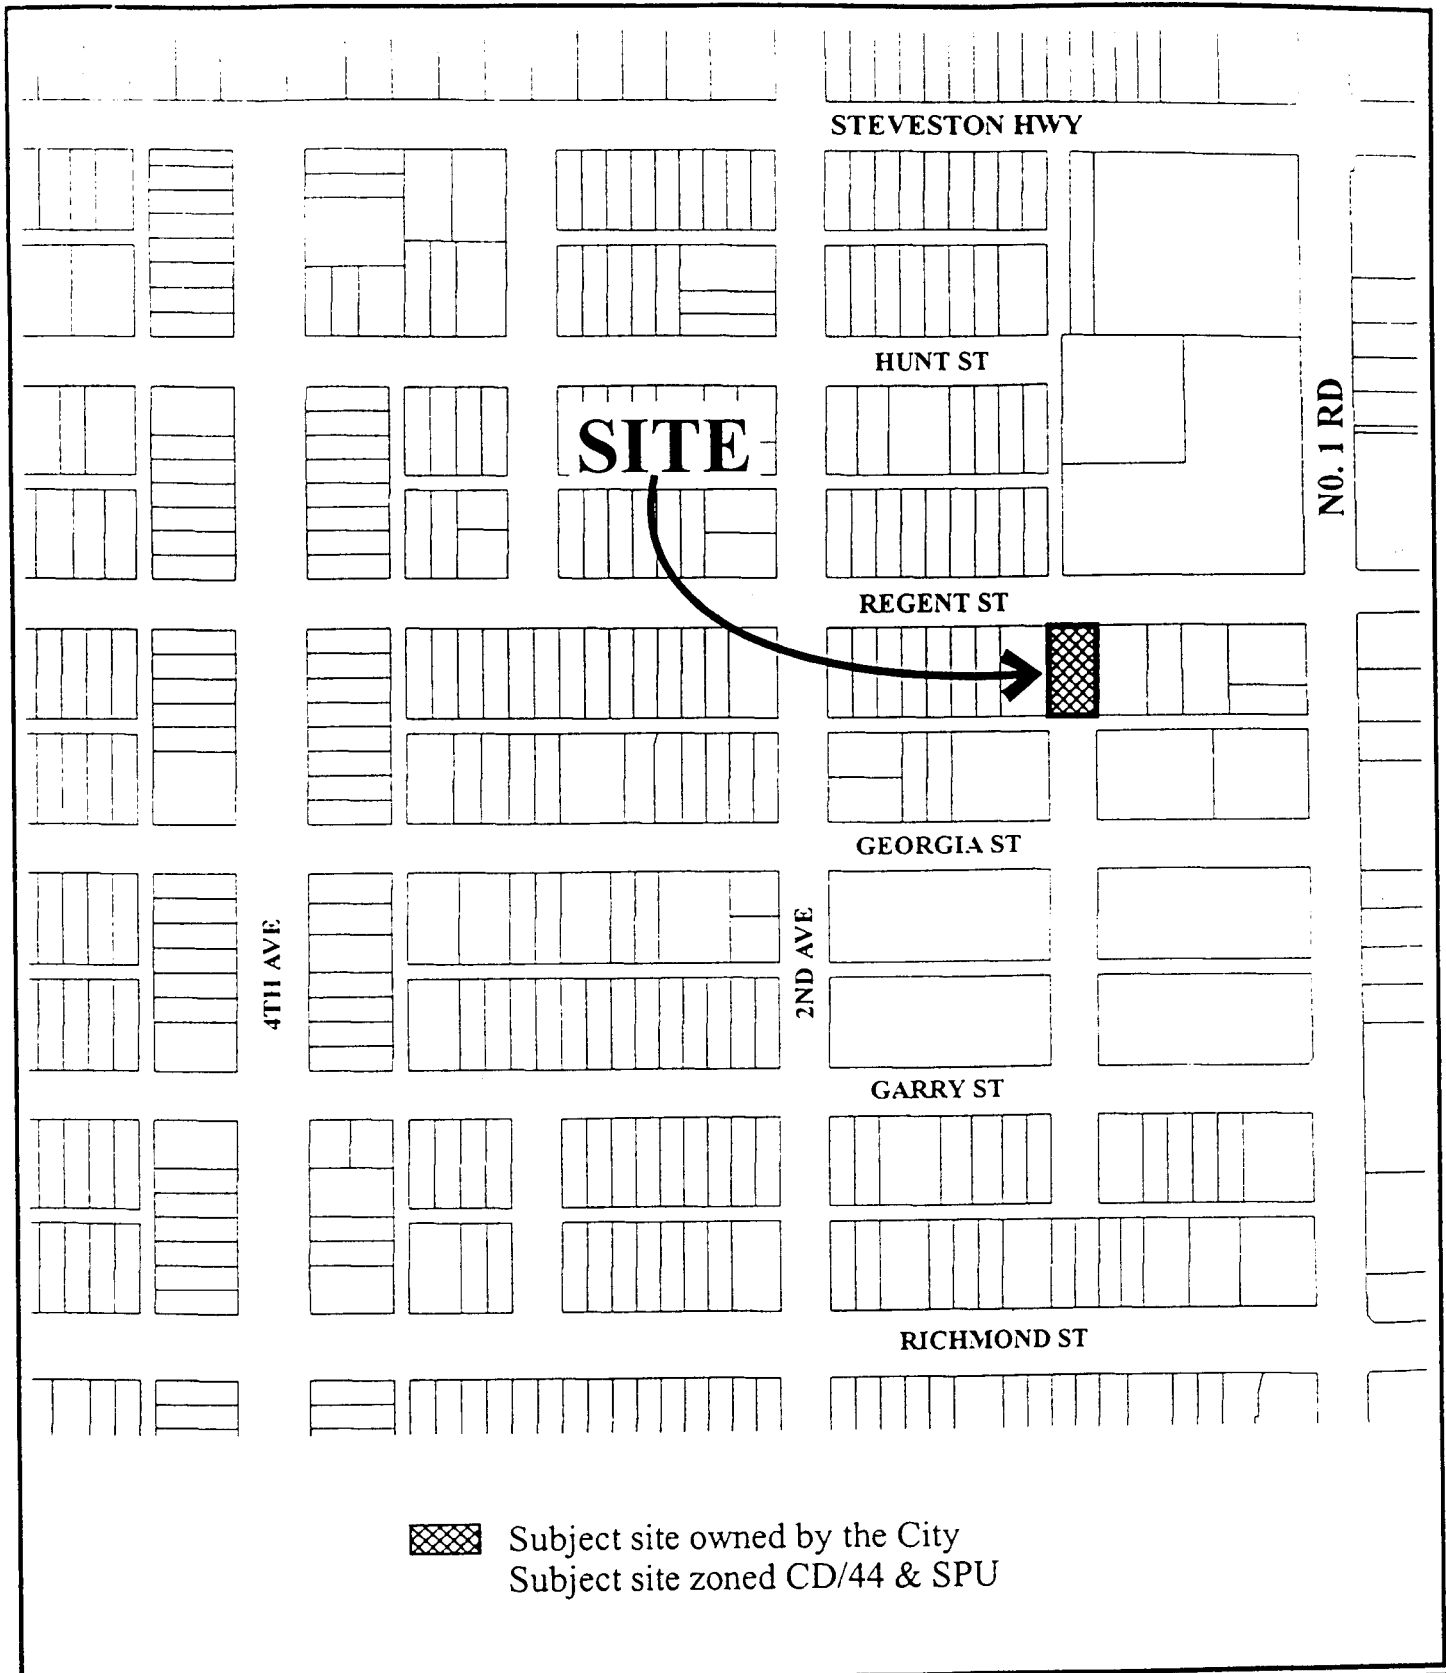 STEVESTON HWY
HUNT ST
NO. 1 RD
SITE
REGENT ST
GEORGIA ST
4TH AVE
2ND AVE
GARRY ST
RICHMOND ST
Subject site owned by the City
Subject site zoned CD/44 & SPU